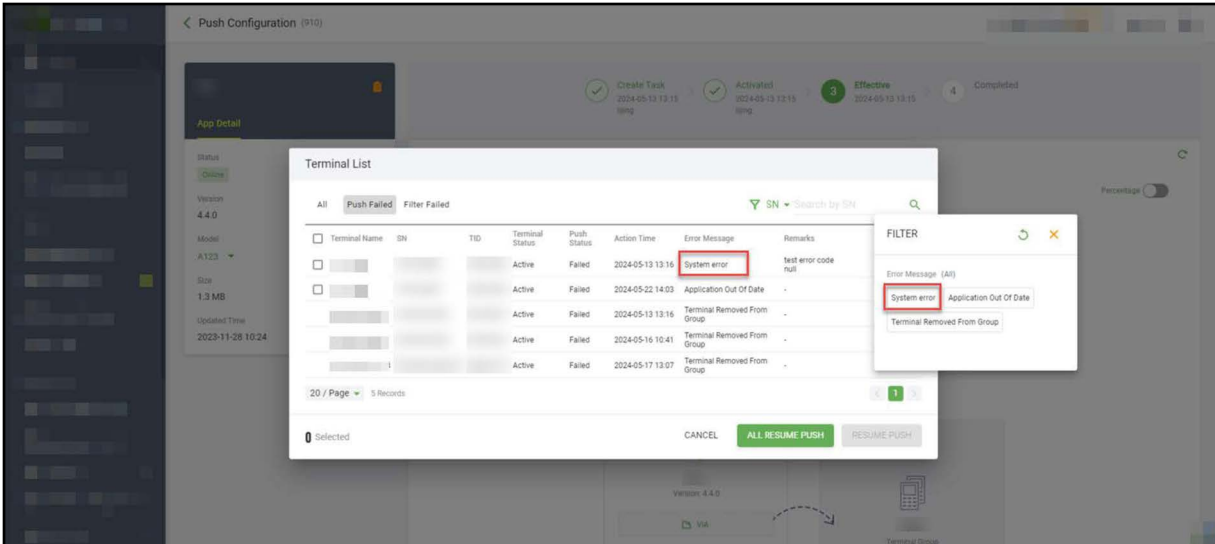 Push Configuration (910)
Create Task
2024-05-13 13:15
Activated
2024-05-13 13:15
3
Effective
2024-05-13 13:15
4
Completed
App Detail
Status
Online
Version
4.4.0
Model
A123
Size
1.3 MB
Updated Time
2023-11-28 10:24
Percentage
Terminal List
All Push Failed Filter Failed
SN Search by SN
Terminal Name SN TID Terminal Status Push Status Action Time Error Message Remarks
Active Failed 2024-05-13 13:16 System error test error code null
Active Failed 2024-05-22 14:03 Application Out Of Date -
Active Failed 2024-05-13 13:16 Terminal Removed From Group -
Active Failed 2024-05-16 10:41 Terminal Removed From Group -
Active Failed 2024-05-17 13:07 Terminal Removed From Group -
20 / Page 5 Records
1
0 Selected
CANCEL ALL RESUME PUSH RESUME PUSH
FILTER
Error Message (All)
System error Application Out Of Date
Terminal Removed From Group
Version: 4.4.0
Terminal Group